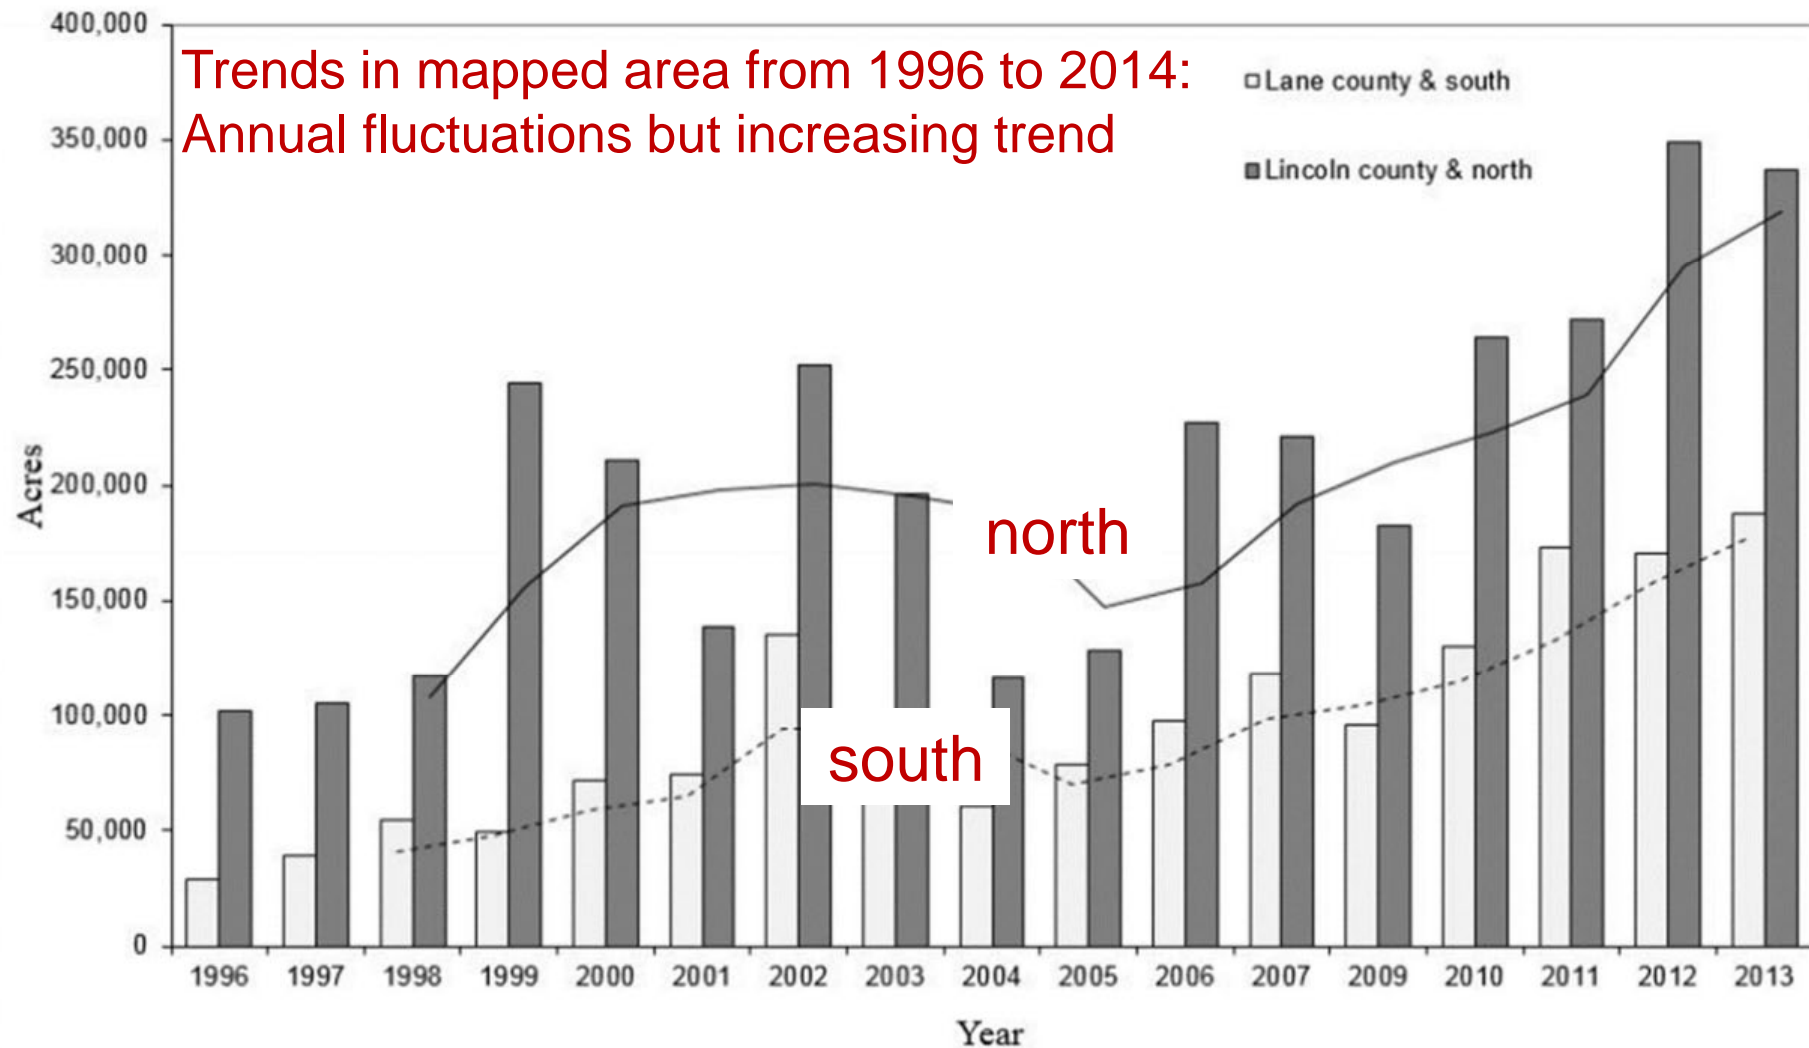 Trends in mapped area from 1996 to 2014:
Annual fluctuations but increasing trend
Lane county & south
Lincoln county & north
400,000
350,000
300,000
250,000
200,000
150,000
100,000
50,000
0
Acres
north
south
1996 1997 1998 1999 2000 2001 2002 2003 2004 2005 2006 2007 2009 2010 2011 2012 2013
Year